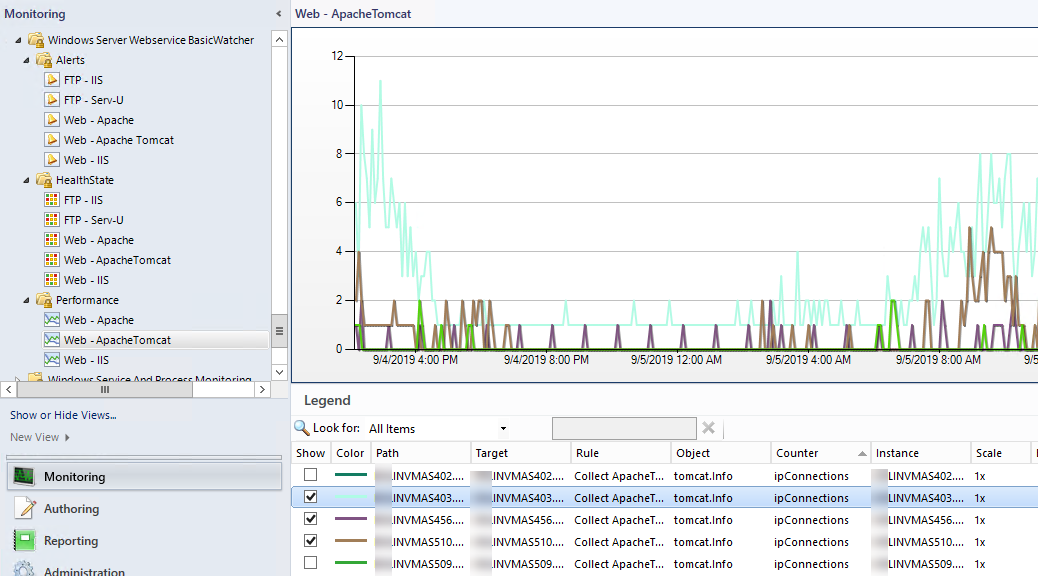 Monitoring
Windows Server Webservice BasicWatcher
Alerts
FTP - IIS
FTP - Serv-U
Web - Apache
Web - Apache Tomcat
Web - IIS
HealthState
FTP - IIS
FTP - Serv-U
Web - Apache
Web - ApacheTomcat
Web - IIS
Performance
Web - Apache
Web - ApacheTomcat
Web - IIS
Windows Service And Process Monitoring
Show or Hide Views...
New View
Monitoring
Authoring
Reporting
Administration
Web - ApacheTomcat
12
10
8
6
4
2
0
9/4/2019 4:00 PM 9/4/2019 8:00 PM 9/5/2019 12:00 AM 9/5/2019 4:00 AM 9/5/2019 8:00 AM 9/5
Legend
Look for: All Items
Show Color Path Target Rule Object Counter Instance Scale
.INVMAS402.... .INVMAS402.... Collect ApacheT... tomcat.Info ipConnections LINVMAS402.... 1x
.INVMAS403.... .INVMAS403.... Collect ApacheT... tomcat.Info ipConnections LINVMAS403.... 1x
.INVMAS456.... .INVMAS456.... Collect ApacheT... tomcat.Info ipConnections LINVMAS456.... 1x
.INVMAS510.... .INVMAS510.... Collect ApacheT... tomcat.Info ipConnections LINVMAS510.... 1x
.INVMAS509.... .INVMAS509.... Collect ApacheT... tomcat.Info ipConnections LINVMAS509.... 1x